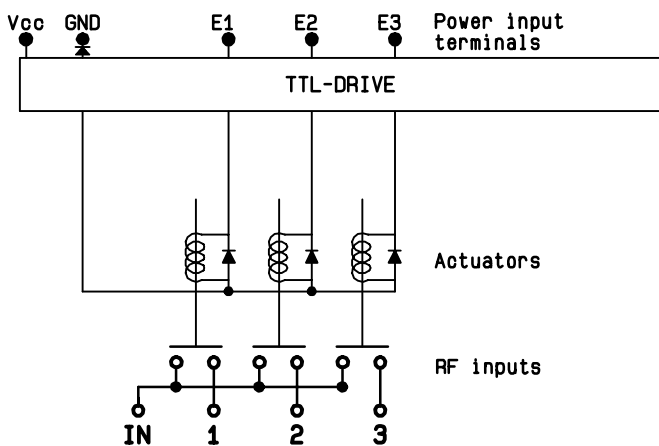 Vcc GND E1 E2 E3 Power input
terminals
TTL-DRIVE
Actuators
RF inputs
IN 1 2 3